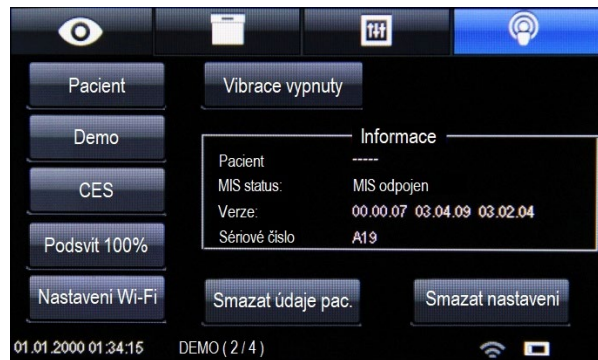 Pacient
Vibrace vypnuty
Demo
Informace
Pacient -----
CES
MIS status: MIS odpojen
Verze: 00.00.07 03.04.09 03.02.04
Podsvit 100%
Sériové číslo A19
Nastaveni Wi-Fi
Smazat údaje pac.
Smazat nastaveni
01.01.2000 01:34:15 DEMO ( 2 / 4 )